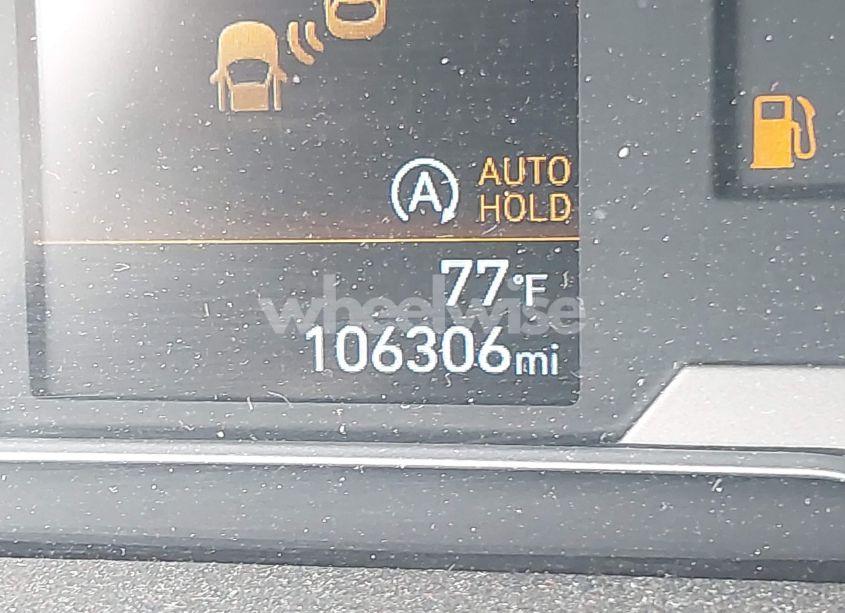 A AUTO
HOLD
77°F
wheelwise
106306mi